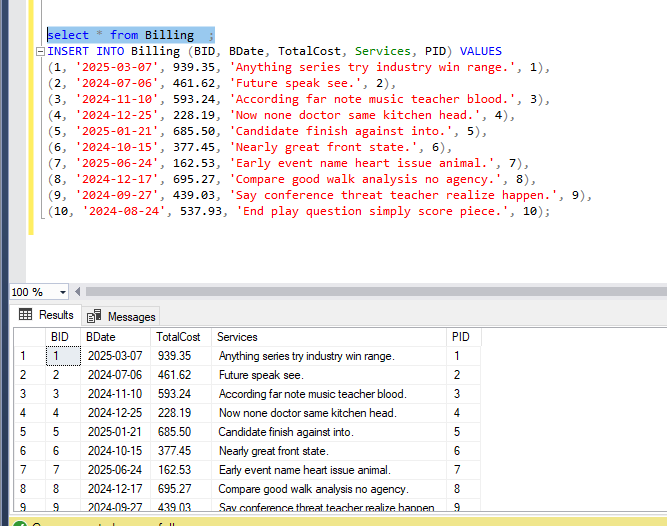 select * from Billing ;
INSERT INTO Billing (BID, BDate, TotalCost, Services, PID) VALUES
(1, '2025-03-07', 939.35, 'Anything series try industry win range.', 1),
(2, '2024-07-06', 461.62, 'Future speak see.', 2),
(3, '2024-11-10', 593.24, 'According far note music teacher blood.', 3),
(4, '2024-12-25', 228.19, 'Now none doctor same kitchen head.', 4),
(5, '2025-01-21', 685.50, 'Candidate finish against into.', 5),
(6, '2024-10-15', 377.45, 'Nearly great front state.', 6),
(7, '2025-06-24', 162.53, 'Early event name heart issue animal.', 7),
(8, '2024-12-17', 695.27, 'Compare good walk analysis no agency.', 8),
(9, '2024-09-27', 439.03, 'Say conference threat teacher realize happen.', 9),
(10, '2024-08-24', 537.93, 'End play question simply score piece.', 10);
100 %
Results Messages
BID BDate TotalCost Services PID
1 1 2025-03-07 939.35 Anything series try industry win range. 1
2 2 2024-07-06 461.62 Future speak see. 2
3 3 2024-11-10 593.24 According far note music teacher blood. 3
4 4 2024-12-25 228.19 Now none doctor same kitchen head. 4
5 5 2025-01-21 685.50 Candidate finish against into. 5
6 6 2024-10-15 377.45 Nearly great front state. 6
7 7 2025-06-24 162.53 Early event name heart issue animal. 7
8 8 2024-12-17 695.27 Compare good walk analysis no agency. 8
9 9 2024-09-27 439.03 Say conference threat teacher realize happen 9